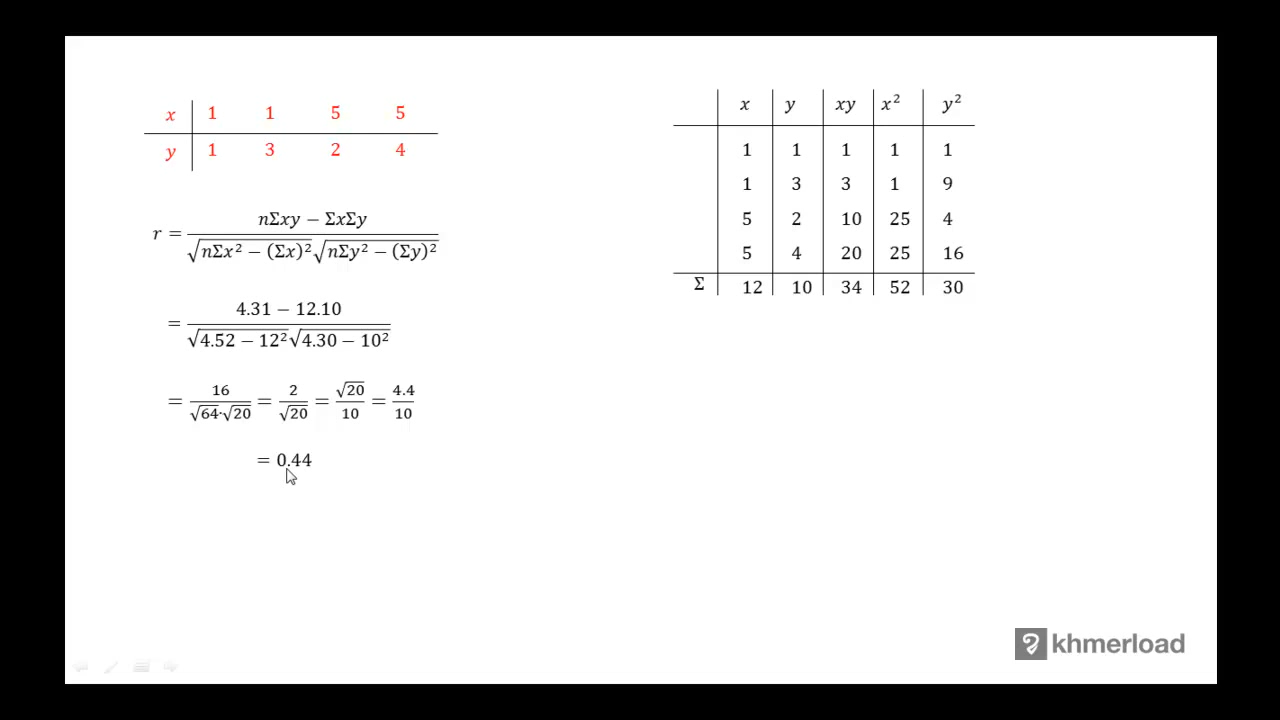 x 1 1 5 5
y 1 3 2 4
r = nΣxy − ΣxΣy / √(nΣx² − (Σx)²) √(nΣy² − (Σy)²)
= 4.31 − 12.10 / √(4.52 − 12²) √(4.30 − 10²)
= 16 / √64·√20 = 2 / √20 = √20 / 10 = 4.4 / 10
= 0.44
x y xy x² y²
1 1 1 1 1
1 3 3 1 9
5 2 10 25 4
5 4 20 25 16
Σ 12 10 34 52 30
khmerload